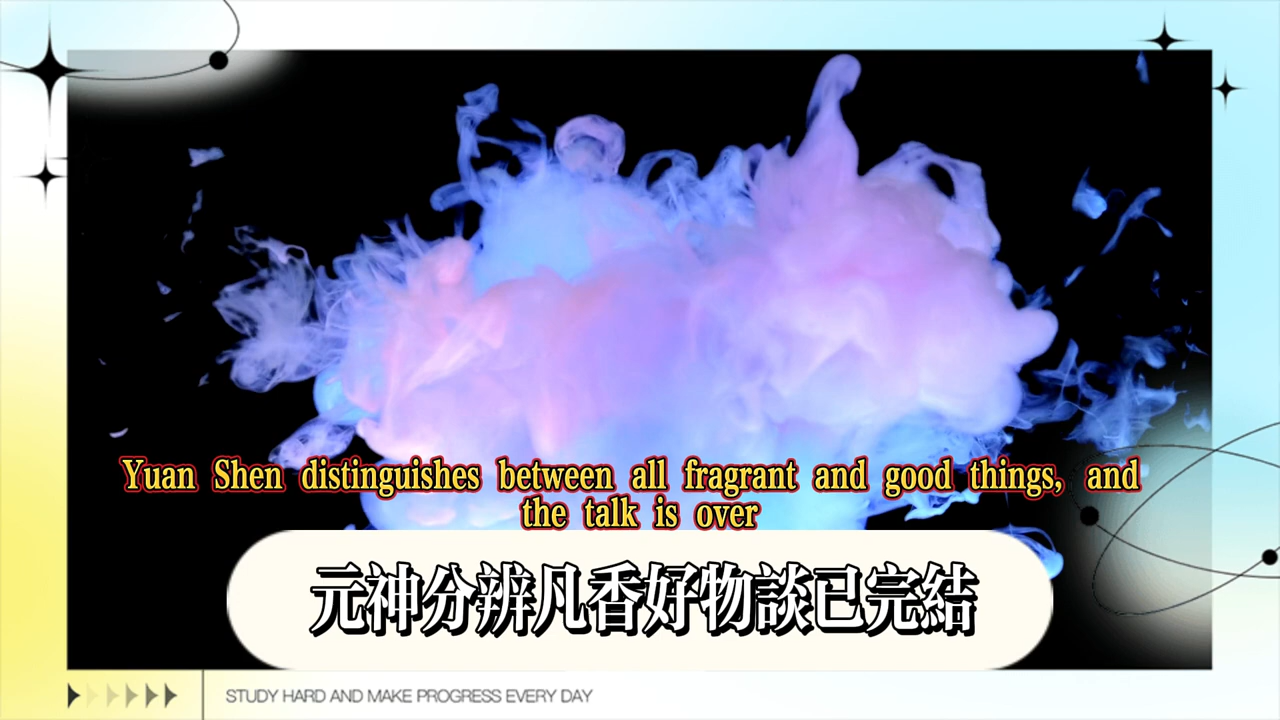 Yuan Shen distinguishes between all fragrant and good things, and
the talk is over
元神分辨凡香好物談已完結
STUDY HARD AND MAKE PROGRESS EVERY DAY